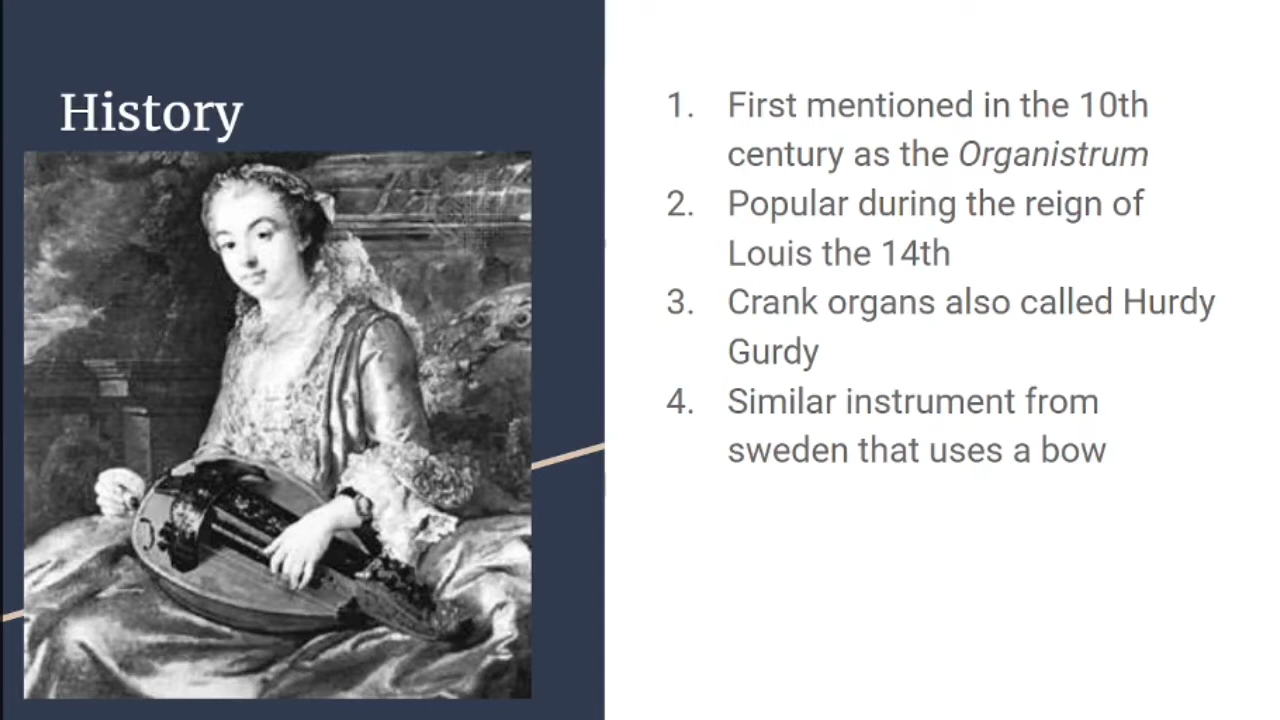 History
1. First mentioned in the 10th
century as the Organistrum
2. Popular during the reign of
Louis the 14th
3. Crank organs also called Hurdy
Gurdy
4. Similar instrument from
sweden that uses a bow